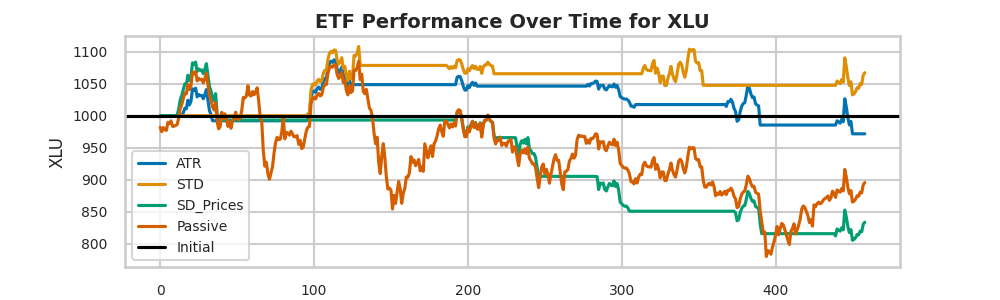 ETF Performance Over Time for XLU
XLU
1100
1050
1000
950
900
850
800
ATR
STD
SD_Prices
Passive
Initial
0
100
200
300
400